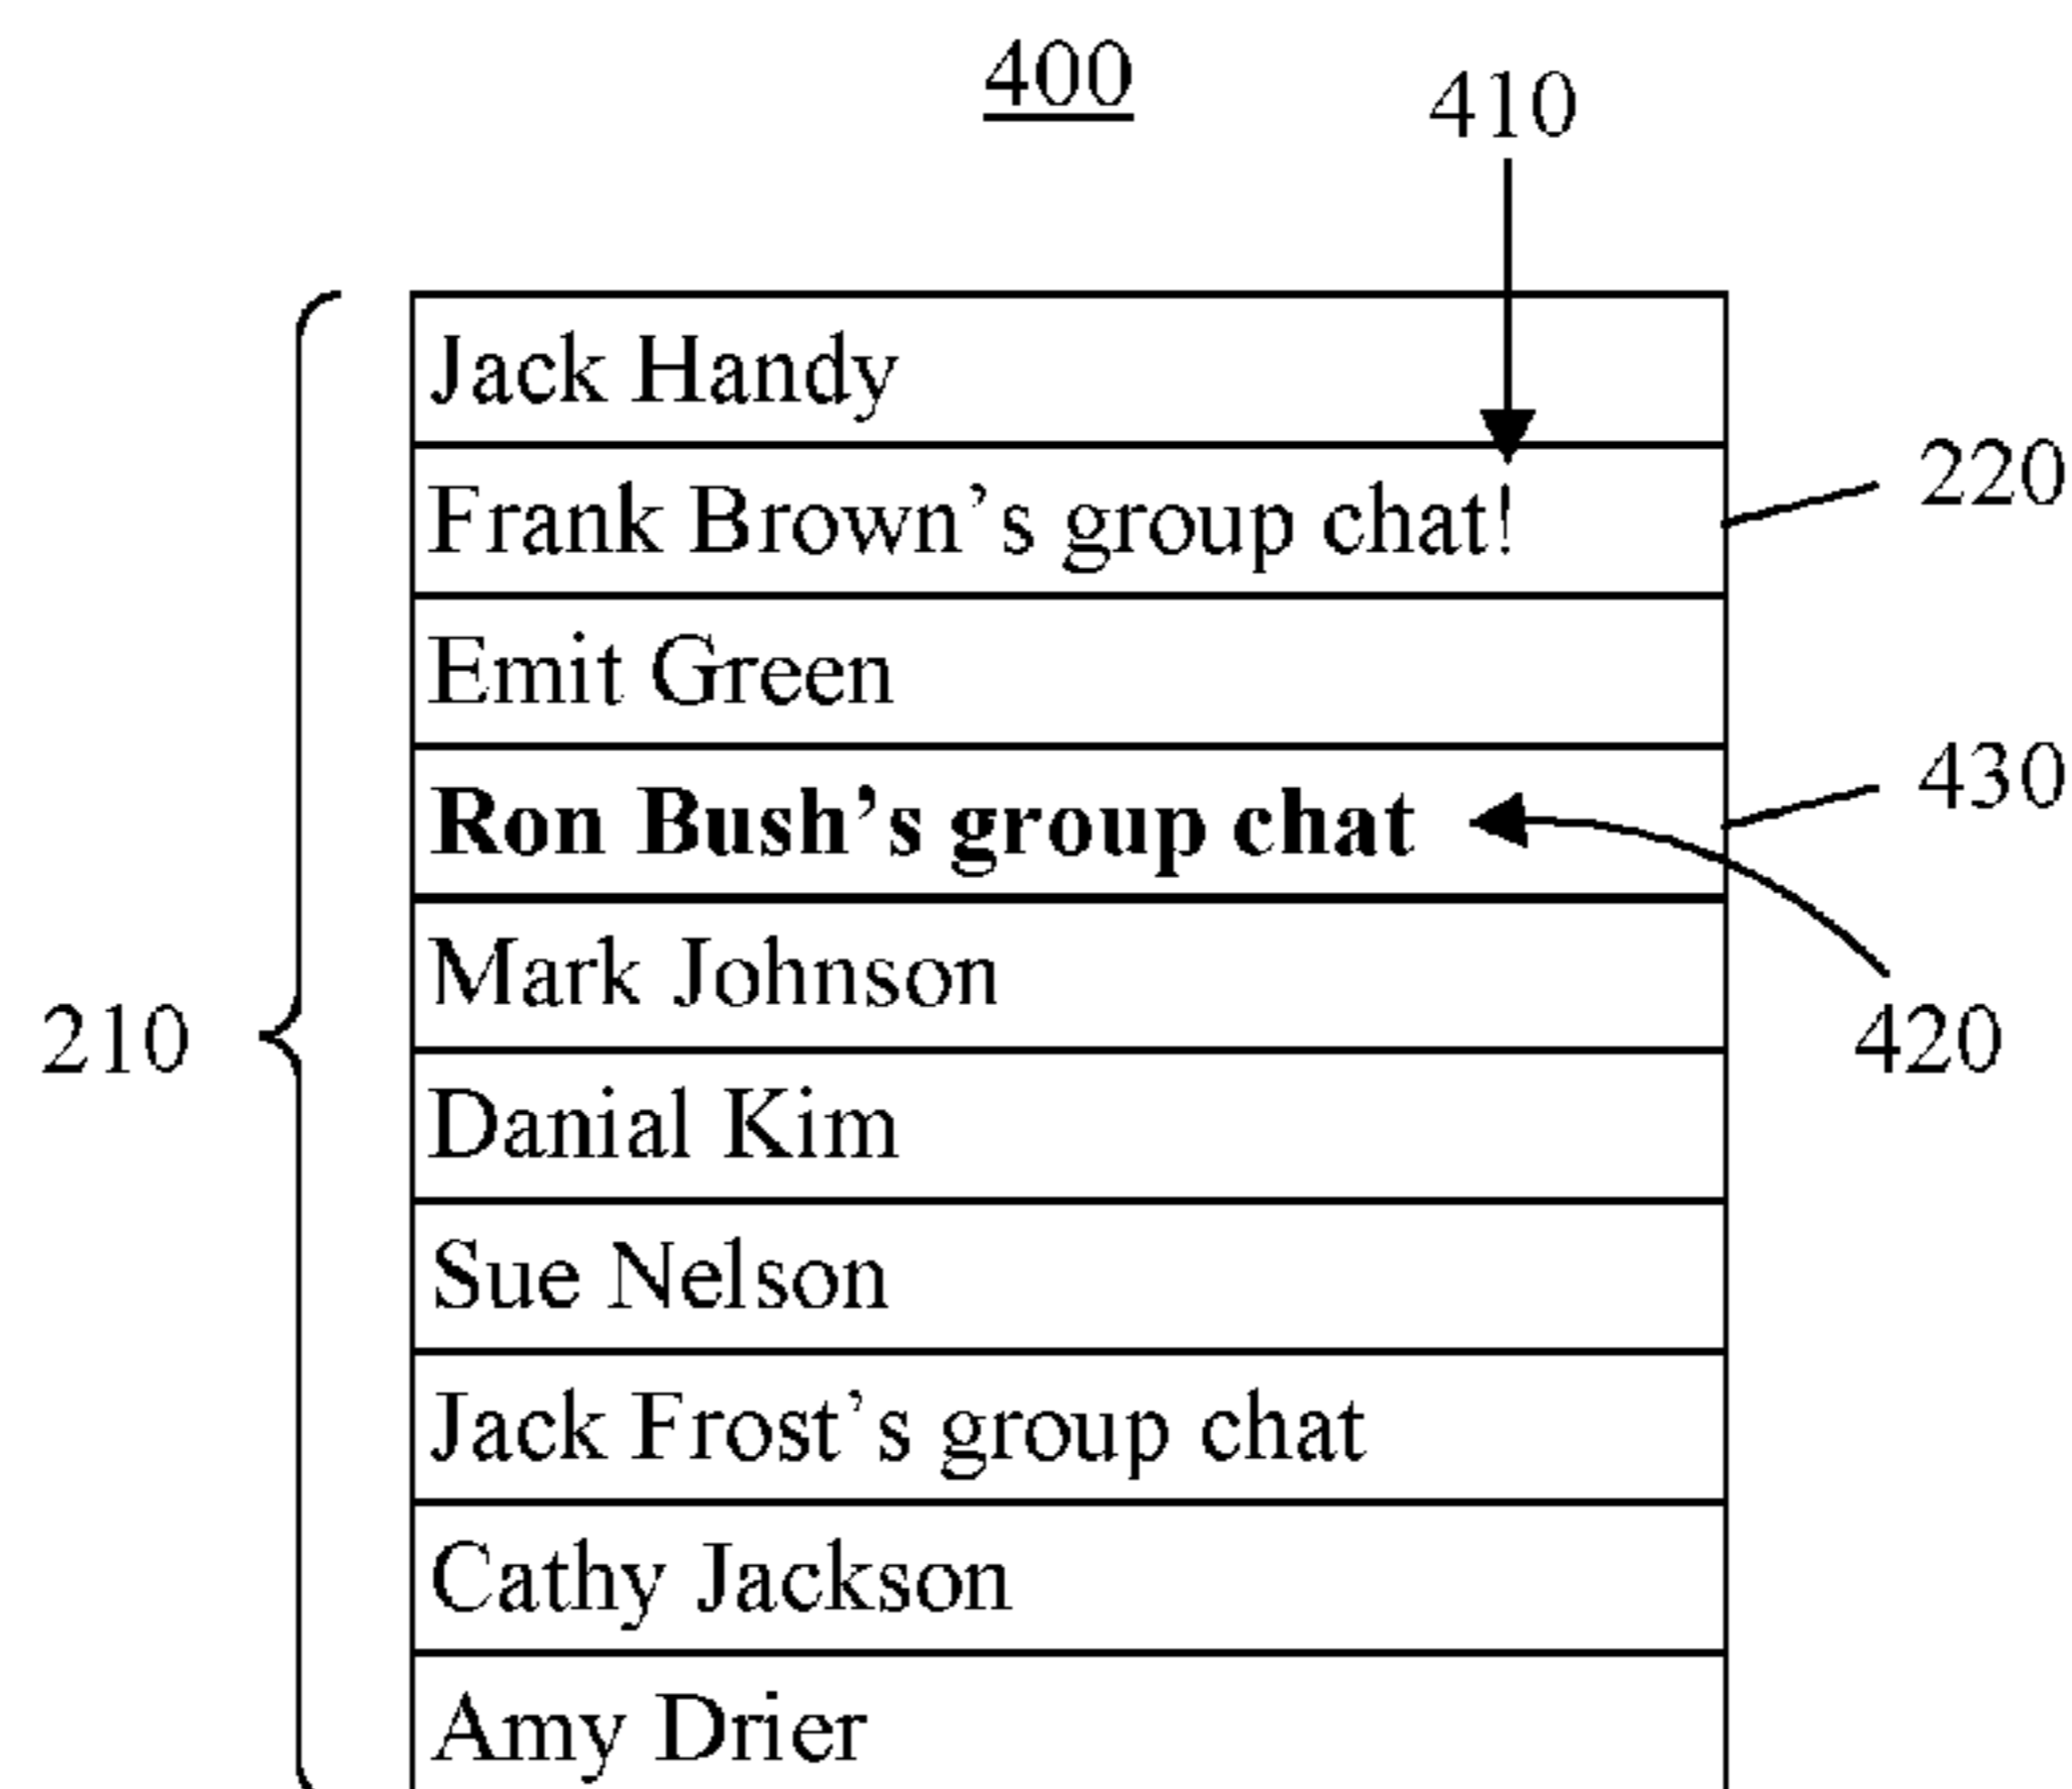 400
410
Jack Handy
Frank Brown’s group chat!
220
Emit Green
Ron Bush’s group chat
430
Mark Johnson
210
420
Danial Kim
Sue Nelson
Jack Frost’s group chat
Cathy Jackson
Amy Drier